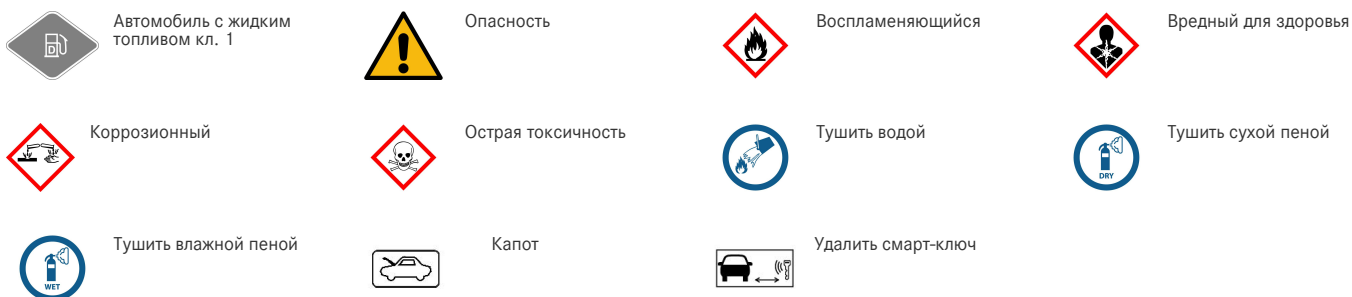 Автомобиль с жидким
топливом кл. 1
D
Опасность
Воспламеняющийся
Вредный для здоровья
Коррозионный
Острая токсичность
Тушить водой
DRY
Тушить сухой пеной
WET
Тушить влажной пеной
Капот
Удалить смарт-ключ